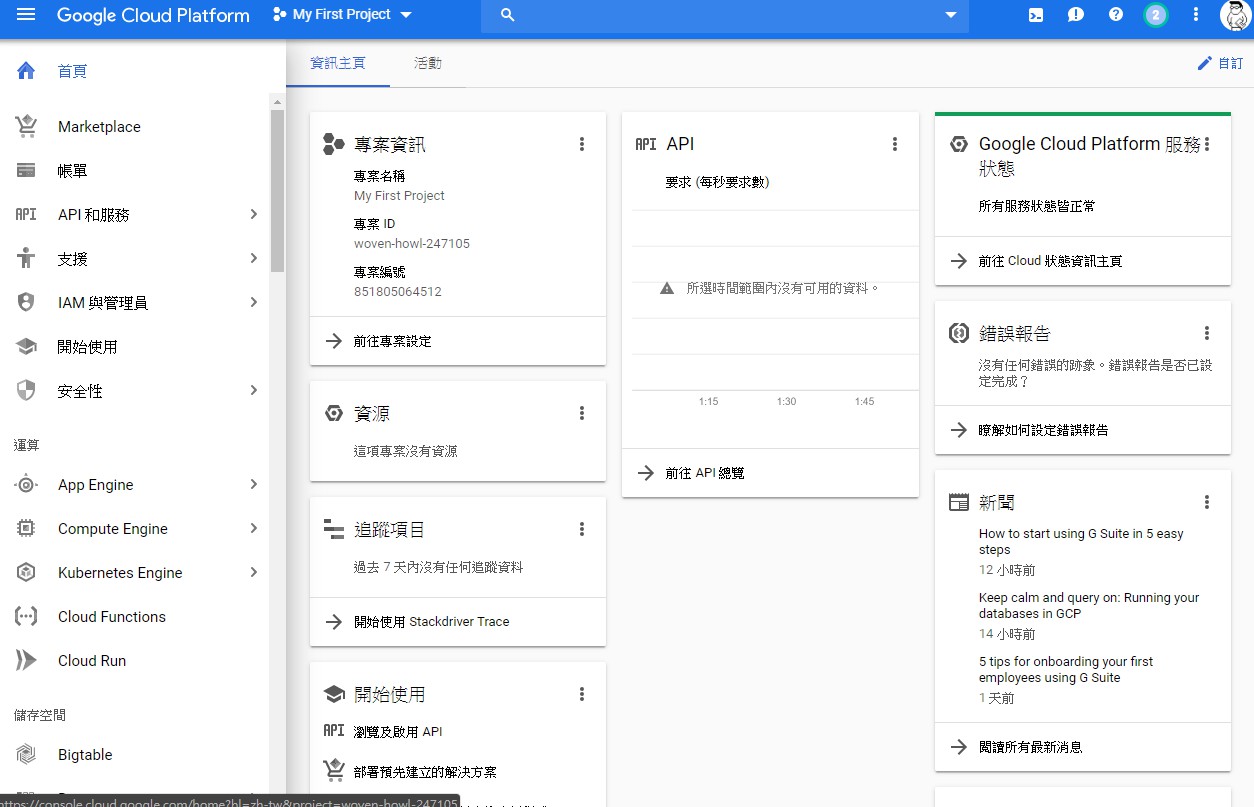 Google Cloud Platform
My First Project
2
首頁
Marketplace
帳單
API 和服務
支援
IAM 與管理員
開始使用
安全性
運算
App Engine
Compute Engine
Kubernetes Engine
Cloud Functions
Cloud Run
儲存空間
Bigtable
https://console.cloud.google.com/home?hl=zh-tw&project=woven-howl-247105
資訊主頁
活動
自訂
專案資訊
專案名稱
My First Project
專案 ID
woven-howl-247105
專案編號
851805064512
前往專案設定
資源
這項專案沒有資源
追蹤項目
過去 7 天內沒有任何追蹤資料
開始使用 Stackdriver Trace
開始使用
API 瀏覽及啟用 API
部署預先建立的解決方案
API API
要求 (每秒要求數)
所選時間範圍內沒有可用的資料。
1:15
1:30
1:45
前往 API 總覽
Google Cloud Platform 服務
狀態
所有服務狀態皆正常
前往 Cloud 狀態資訊主頁
錯誤報告
沒有任何錯誤的跡象。錯誤報告是否已設
定完成？
瞭解如何設定錯誤報告
新聞
How to start using G Suite in 5 easy
steps
12 小時前
Keep calm and query on: Running your
databases in GCP
14 小時前
5 tips for onboarding your first
employees using G Suite
1 天前
閱讀所有最新消息